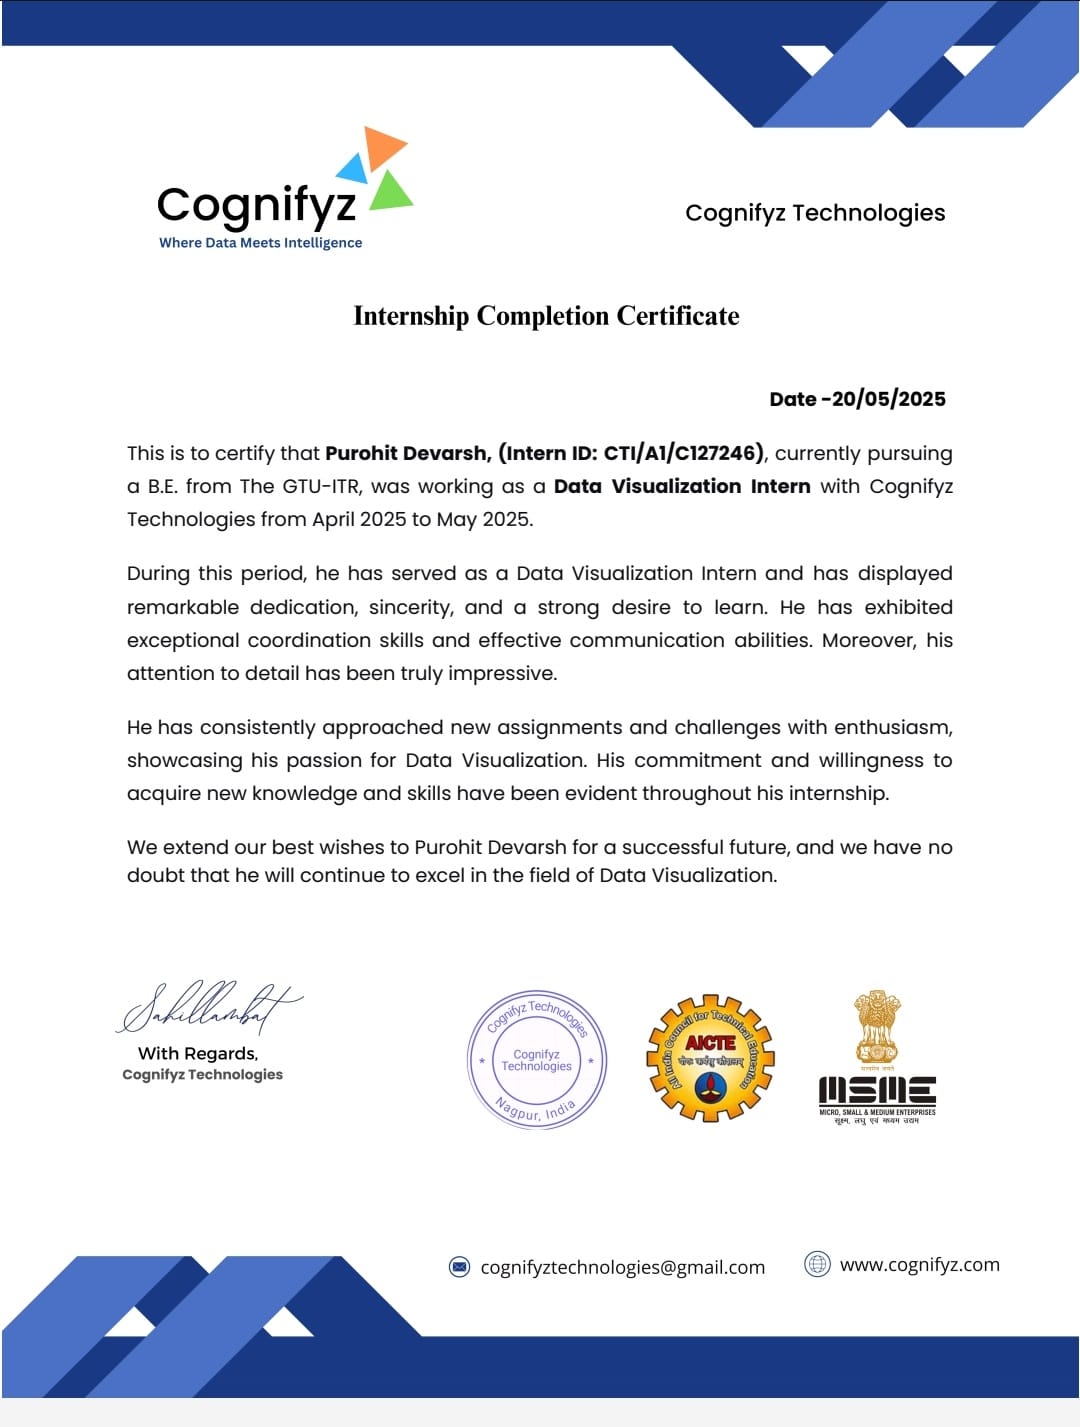 Cognifyz
Where Data Meets Intelligence
Cognifyz Technologies
Internship Completion Certificate
Date -20/05/2025
This is to certify that Purohit Devarsh, (Intern ID: CTI/A1/C127246), currently pursuing
a B.E. from The GTU-ITR, was working as a Data Visualization Intern with Cognifyz
Technologies from April 2025 to May 2025.
During this period, he has served as a Data Visualization Intern and has displayed
remarkable dedication, sincerity, and a strong desire to learn. He has exhibited
exceptional coordination skills and effective communication abilities. Moreover, his
attention to detail has been truly impressive.
He has consistently approached new assignments and challenges with enthusiasm,
showcasing his passion for Data Visualization. His commitment and willingness to
acquire new knowledge and skills have been evident throughout his internship.
We extend our best wishes to Purohit Devarsh for a successful future, and we have no
doubt that he will continue to excel in the field of Data Visualization.
Sahillambat
With Regards,
Cognifyz Technologies
Cognifyz Technologies
Cognifyz
Technologies
Nagpur, India
All India Council for Technical Education
AICTE
योगः कर्मसु कौशलम्
सत्यमेव जयते
MSME
MICRO, SMALL & MEDIUM ENTERPRISES
सूक्ष्म, लघु एवं मध्यम उद्यम
cognifyztechnologies@gmail.com
www.cognifyz.com